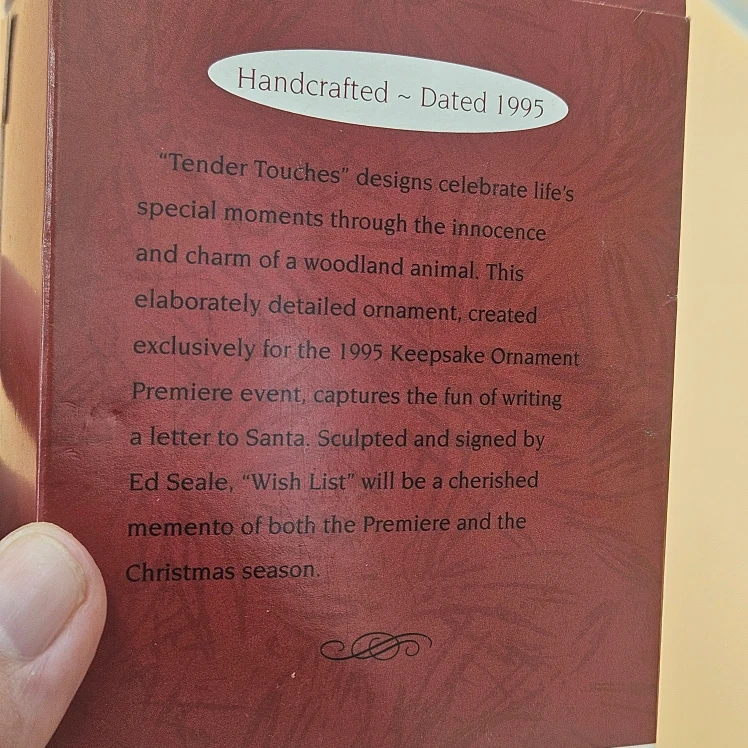 Handcrafted ~ Dated 1995
"Tender Touches" designs celebrate life's
special moments through the innocence
and charm of a woodland animal. This
elaborately detailed ornament, created
exclusively for the 1995 Keepsake Ornament
Premiere event, captures the fun of writing
a letter to Santa. Sculpted and signed by
Ed Seale, "Wish List" will be a cherished
memento of both the Premiere and the
Christmas season.